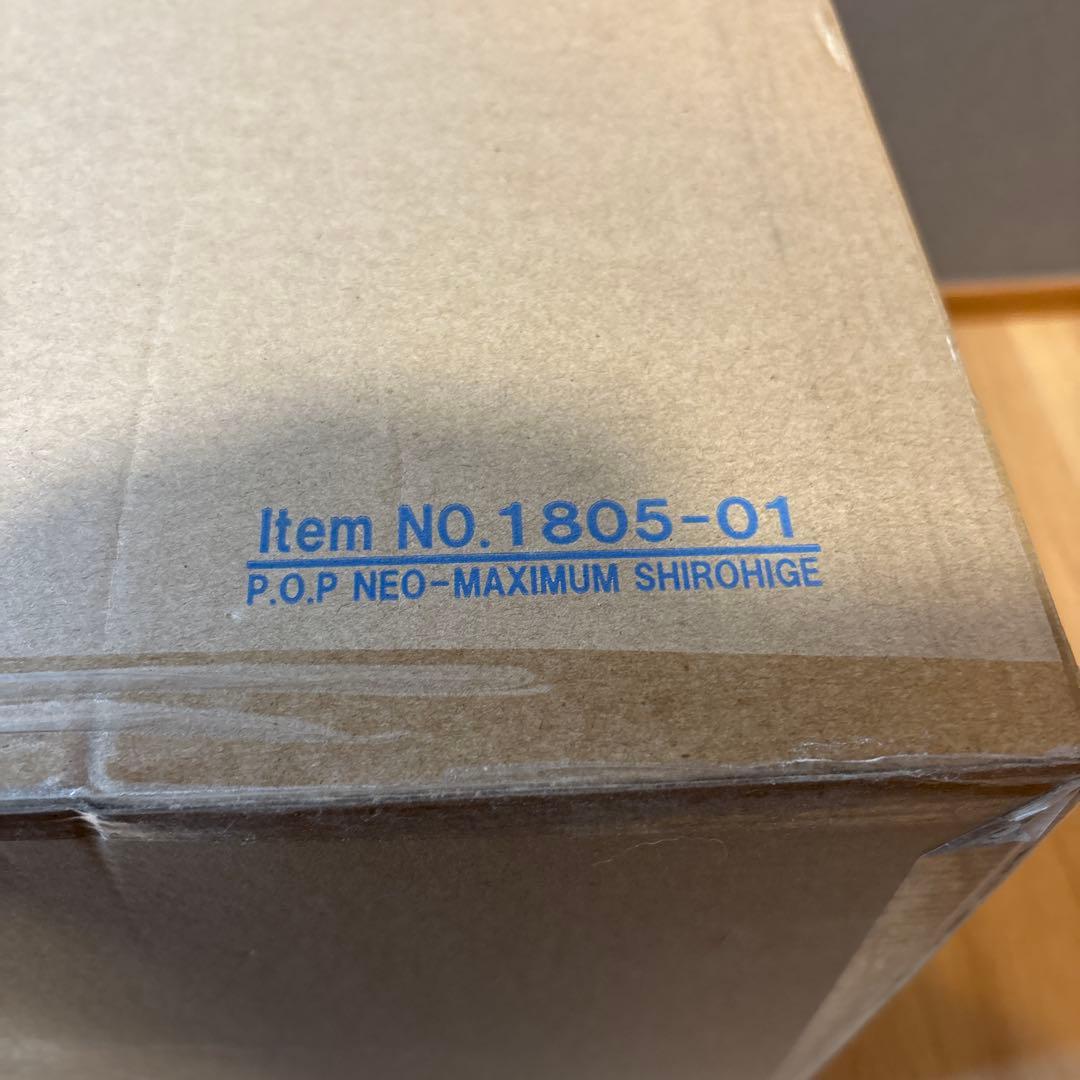 Item NO.1805-01
P.O.P NEO-MAXIMUM SHIROHIGE